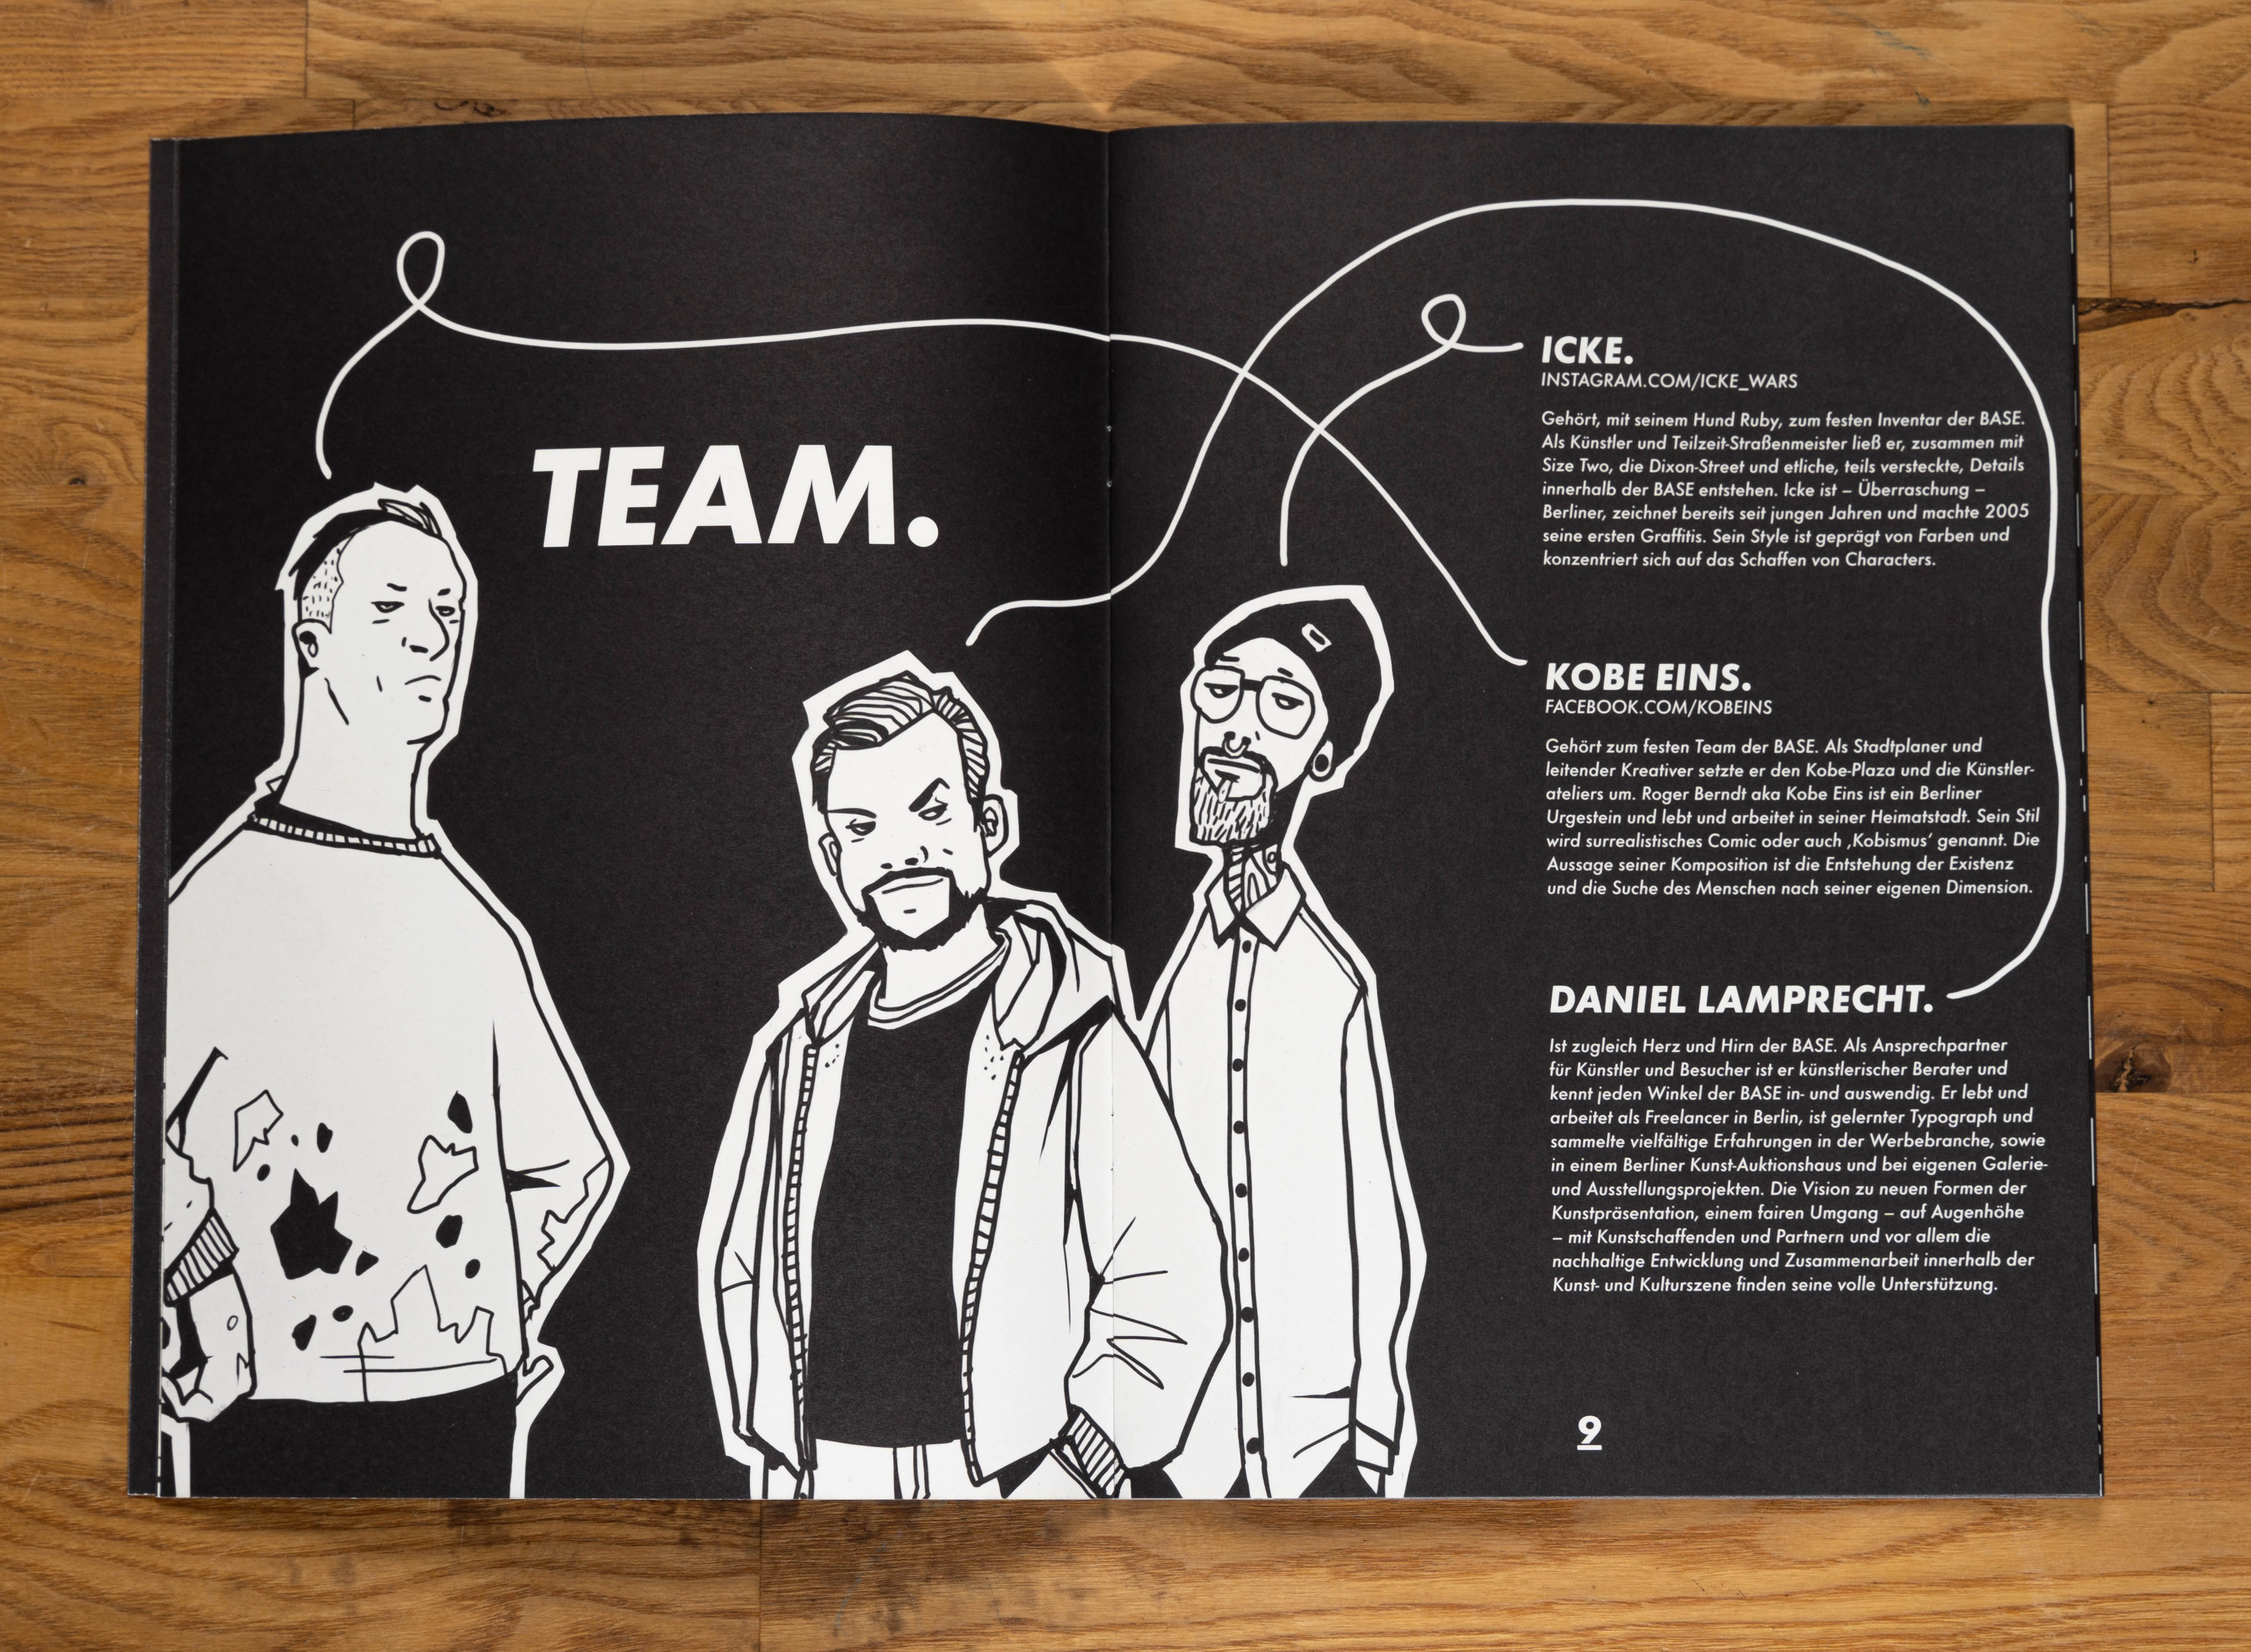 TEAM.
ICKE.
INSTAGRAM.COM/ICKE_WARS
Gehört, mit seinem Hund Ruby, zum festen Inventar der BASE.
Als Künstler und Teilzeit-Straßenmeister ließ er, zusammen mit
Size Two, die Dixon-Street und etliche, teils versteckte, Details
innerhalb der BASE entstehen. Icke ist – Überraschung –
Berliner, zeichnet bereits seit jungen Jahren und machte 2005
seine ersten Graffitis. Sein Style ist geprägt von Farben und
konzentriert sich auf das Schaffen von Characters.
KOBE EINS.
FACEBOOK.COM/KOBEINS
Gehört zum festen Team der BASE. Als Stadtplaner und
leitender Kreativer setzte er den Kobe-Plaza und die Künstler-
ateliers um. Roger Berndt aka Kobe Eins ist ein Berliner
Urgestein und lebt und arbeitet in seiner Heimatstadt. Sein Stil
wird surrealistisches Comic oder auch ‚Kobismus‘ genannt. Die
Aussage seiner Komposition ist die Entstehung der Existenz
und die Suche des Menschen nach seiner eigenen Dimension.
DANIEL LAMPRECHT.
Ist zugleich Herz und Hirn der BASE. Als Ansprechpartner
für Künstler und Besucher ist er künstlerischer Berater und
kennt jeden Winkel der BASE in- und auswendig. Er lebt und
arbeitet als Freelancer in Berlin, ist gelernter Typograph und
sammelte vielfältige Erfahrungen in der Werbebranche, sowie
in einem Berliner Kunst-Auktionshaus und bei eigenen Galerie-
und Ausstellungsprojekten. Die Vision zu neuen Formen der
Kunstpräsentation, einem fairen Umgang – auf Augenhöhe
– mit Kunstschaffenden und Partnern und vor allem die
nachhaltige Entwicklung und Zusammenarbeit innerhalb der
Kunst- und Kulturszene finden seine volle Unterstützung.
9